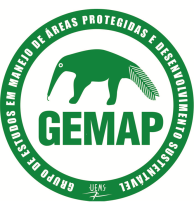 GRUPO DE ESTUDOS EM MANEJO DE ÁREAS PROTEGIDAS E DESENVOLVIMENTO SUSTENTÁVEL
GEMAP
UEMS